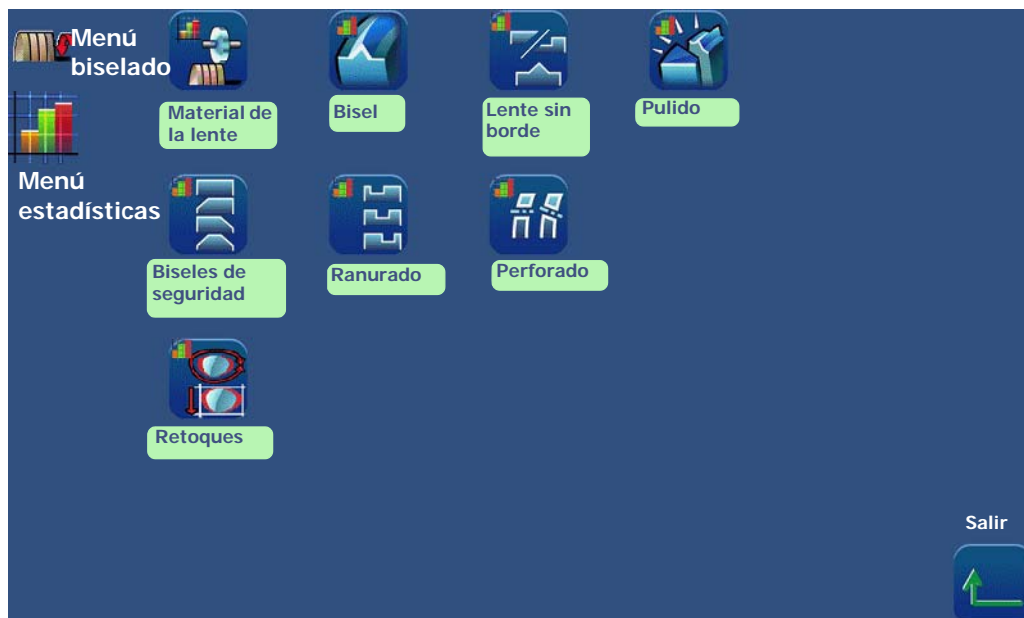 Menú
biselado
Material de
la lente
Bisel
Lente sin
borde
Pulido
Menú
estadísticas
Biseles de
seguridad
Ranurado
Perforado
Retoques
Salir